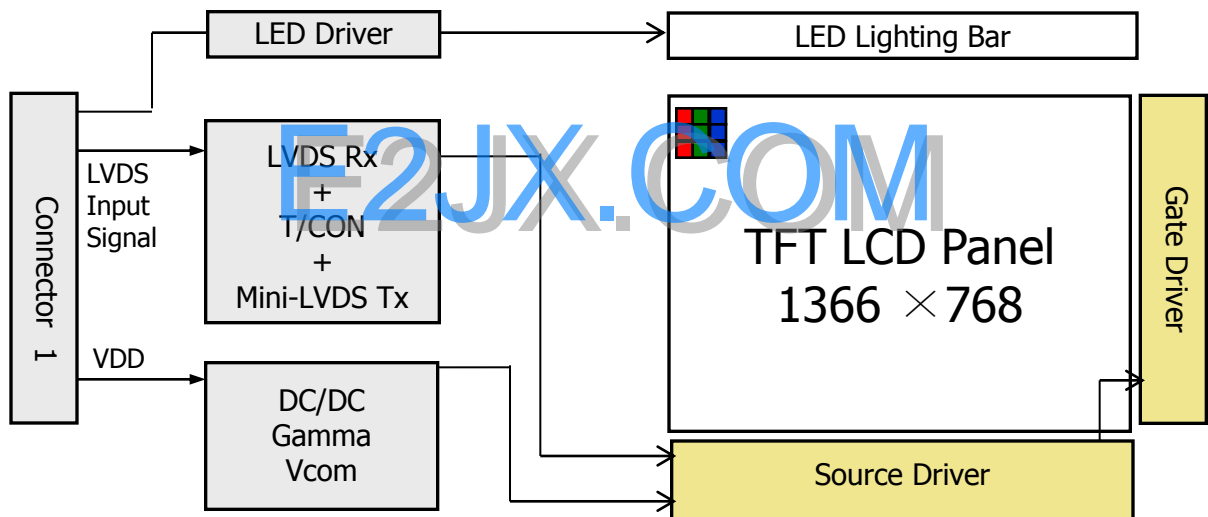 LED Driver
LED Lighting Bar
Connector 1
LVDS
Input
Signal
LVDS Rx
+
T/CON
+
Mini-LVDS Tx
E2JX.COM
TFT LCD Panel
1366 ×768
Gate Driver
VDD
DC/DC
Gamma
Vcom
Source Driver